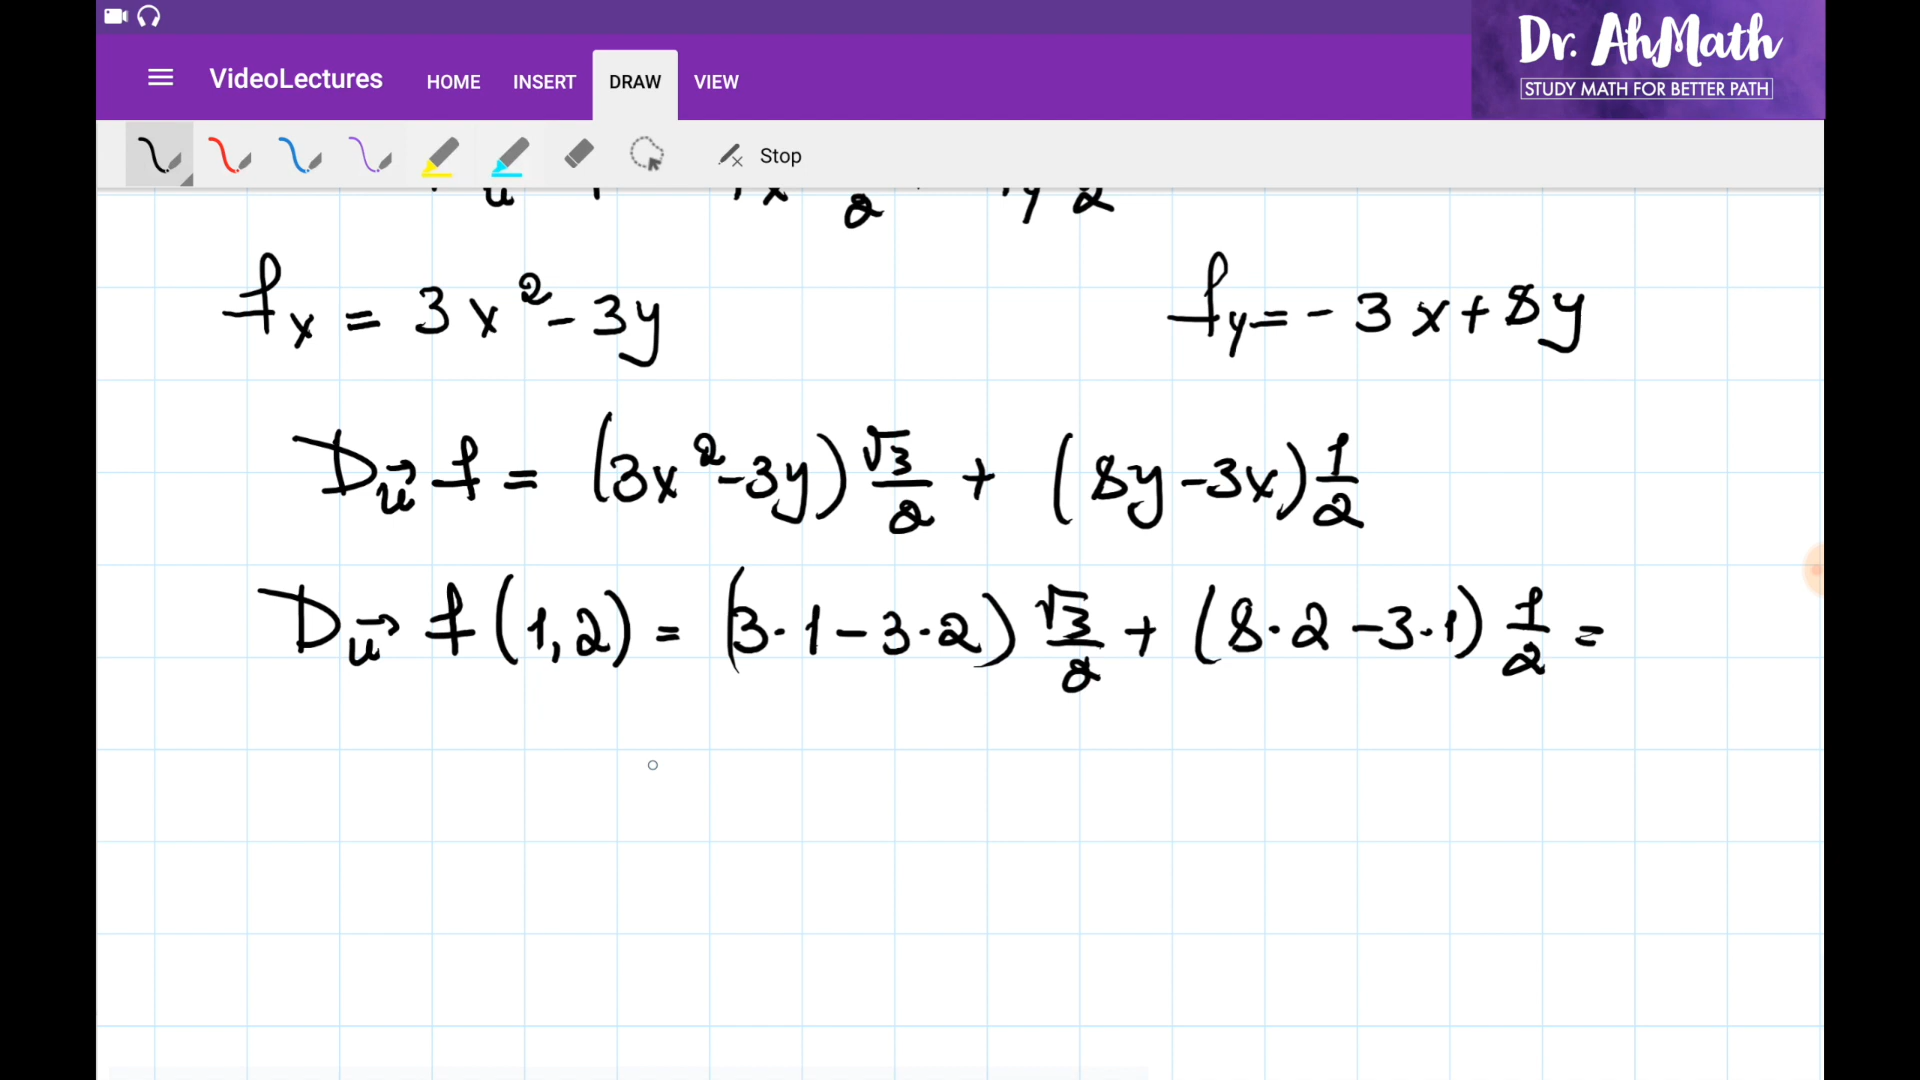 Dr. AhMath
STUDY MATH FOR BETTER PATH
VideoLectures HOME INSERT DRAW VIEW
Stop
f_x = 3x² - 3y f_y = - 3x + 8y
D_u⃗ f = (3x² - 3y) √3/2 + (8y - 3x) 1/2
D_u⃗ f (1,2) = (3·1 - 3·2) √3/2 + (8·2 - 3·1) 1/2 =